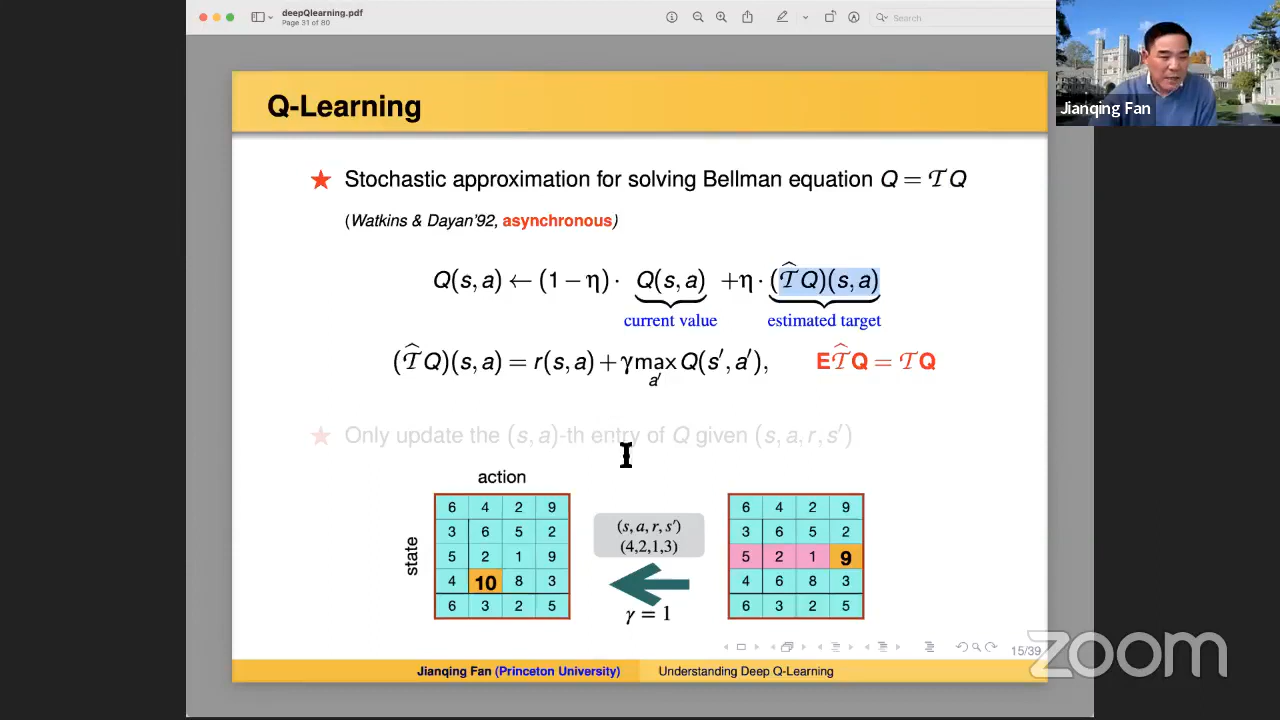 deepQlearning.pdf
Page 31 of 80
Search
Jianqing Fan
Q-Learning
★ Stochastic approximation for solving Bellman equation Q = 𝒯Q
(Watkins & Dayan'92, asynchronous)
Q(s,a) ← (1 − η) · Q(s,a) + η · (𝒯̂Q)(s,a)
current value estimated target
(𝒯̂Q)(s,a) = r(s,a) + γ max Q(s′,a′), E𝒯̂Q = 𝒯Q
a′
★ Only update the (s,a)-th entry of Q given (s,a,r,s′)
action
state
6 4 2 9
3 6 5 2
5 2 1 9
4 10 8 3
6 3 2 5
(s,a,r,s′)
(4,2,1,3)
γ = 1
6 4 2 9
3 6 5 2
5 2 1 9
4 6 8 3
6 3 2 5
15/39
Jianqing Fan (Princeton University) Understanding Deep Q-Learning
zoom